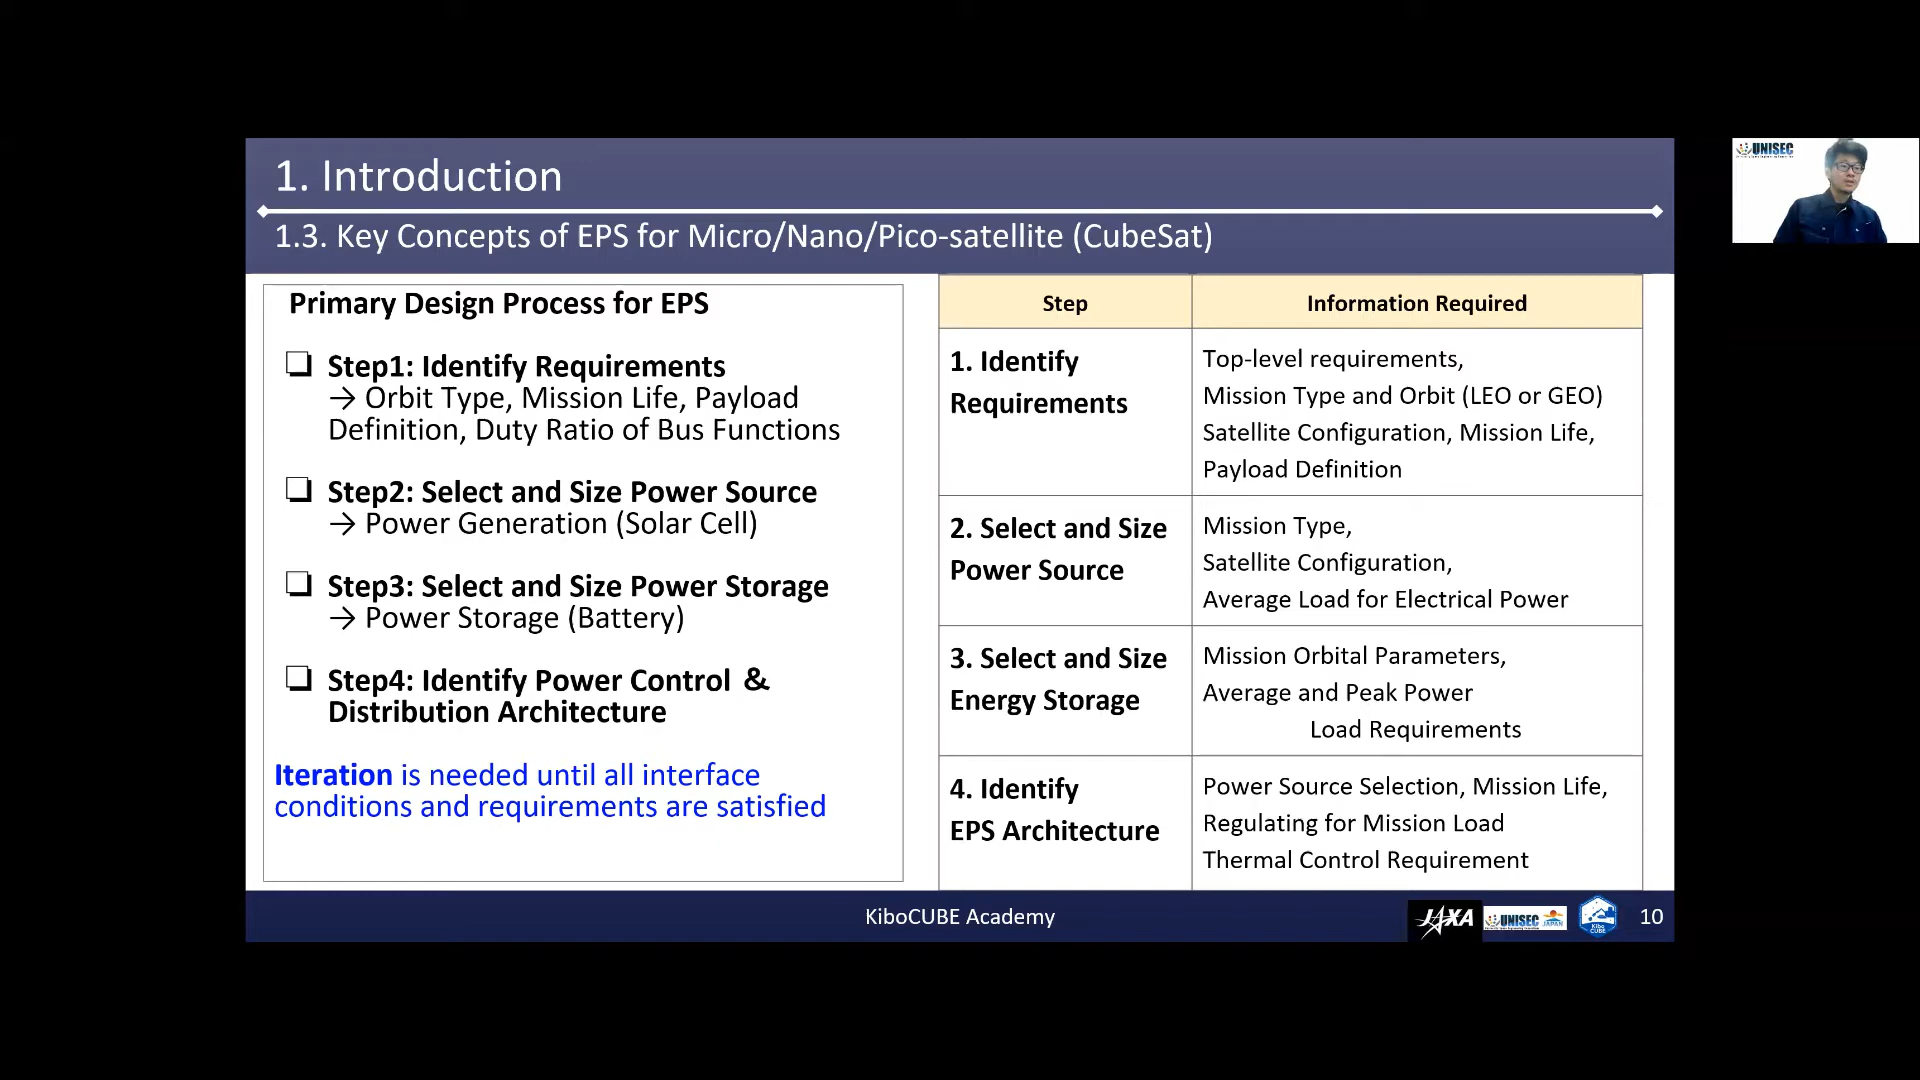 1. Introduction
1.3. Key Concepts of EPS for Micro/Nano/Pico-satellite (CubeSat)
Primary Design Process for EPS
❏ Step1: Identify Requirements
→ Orbit Type, Mission Life, Payload
Definition, Duty Ratio of Bus Functions
❏ Step2: Select and Size Power Source
→ Power Generation (Solar Cell)
❏ Step3: Select and Size Power Storage
→ Power Storage (Battery)
❏ Step4: Identify Power Control &
Distribution Architecture
Iteration is needed until all interface
conditions and requirements are satisfied
Step
Information Required
1. Identify
Requirements
Top-level requirements,
Mission Type and Orbit (LEO or GEO)
Satellite Configuration, Mission Life,
Payload Definition
2. Select and Size
Power Source
Mission Type,
Satellite Configuration,
Average Load for Electrical Power
3. Select and Size
Energy Storage
Mission Orbital Parameters,
Average and Peak Power
Load Requirements
4. Identify
EPS Architecture
Power Source Selection, Mission Life,
Regulating for Mission Load
Thermal Control Requirement
KiboCUBE Academy
JAXA
UNISEC
JAPAN
Kibo
CUBE
10
UNISEC